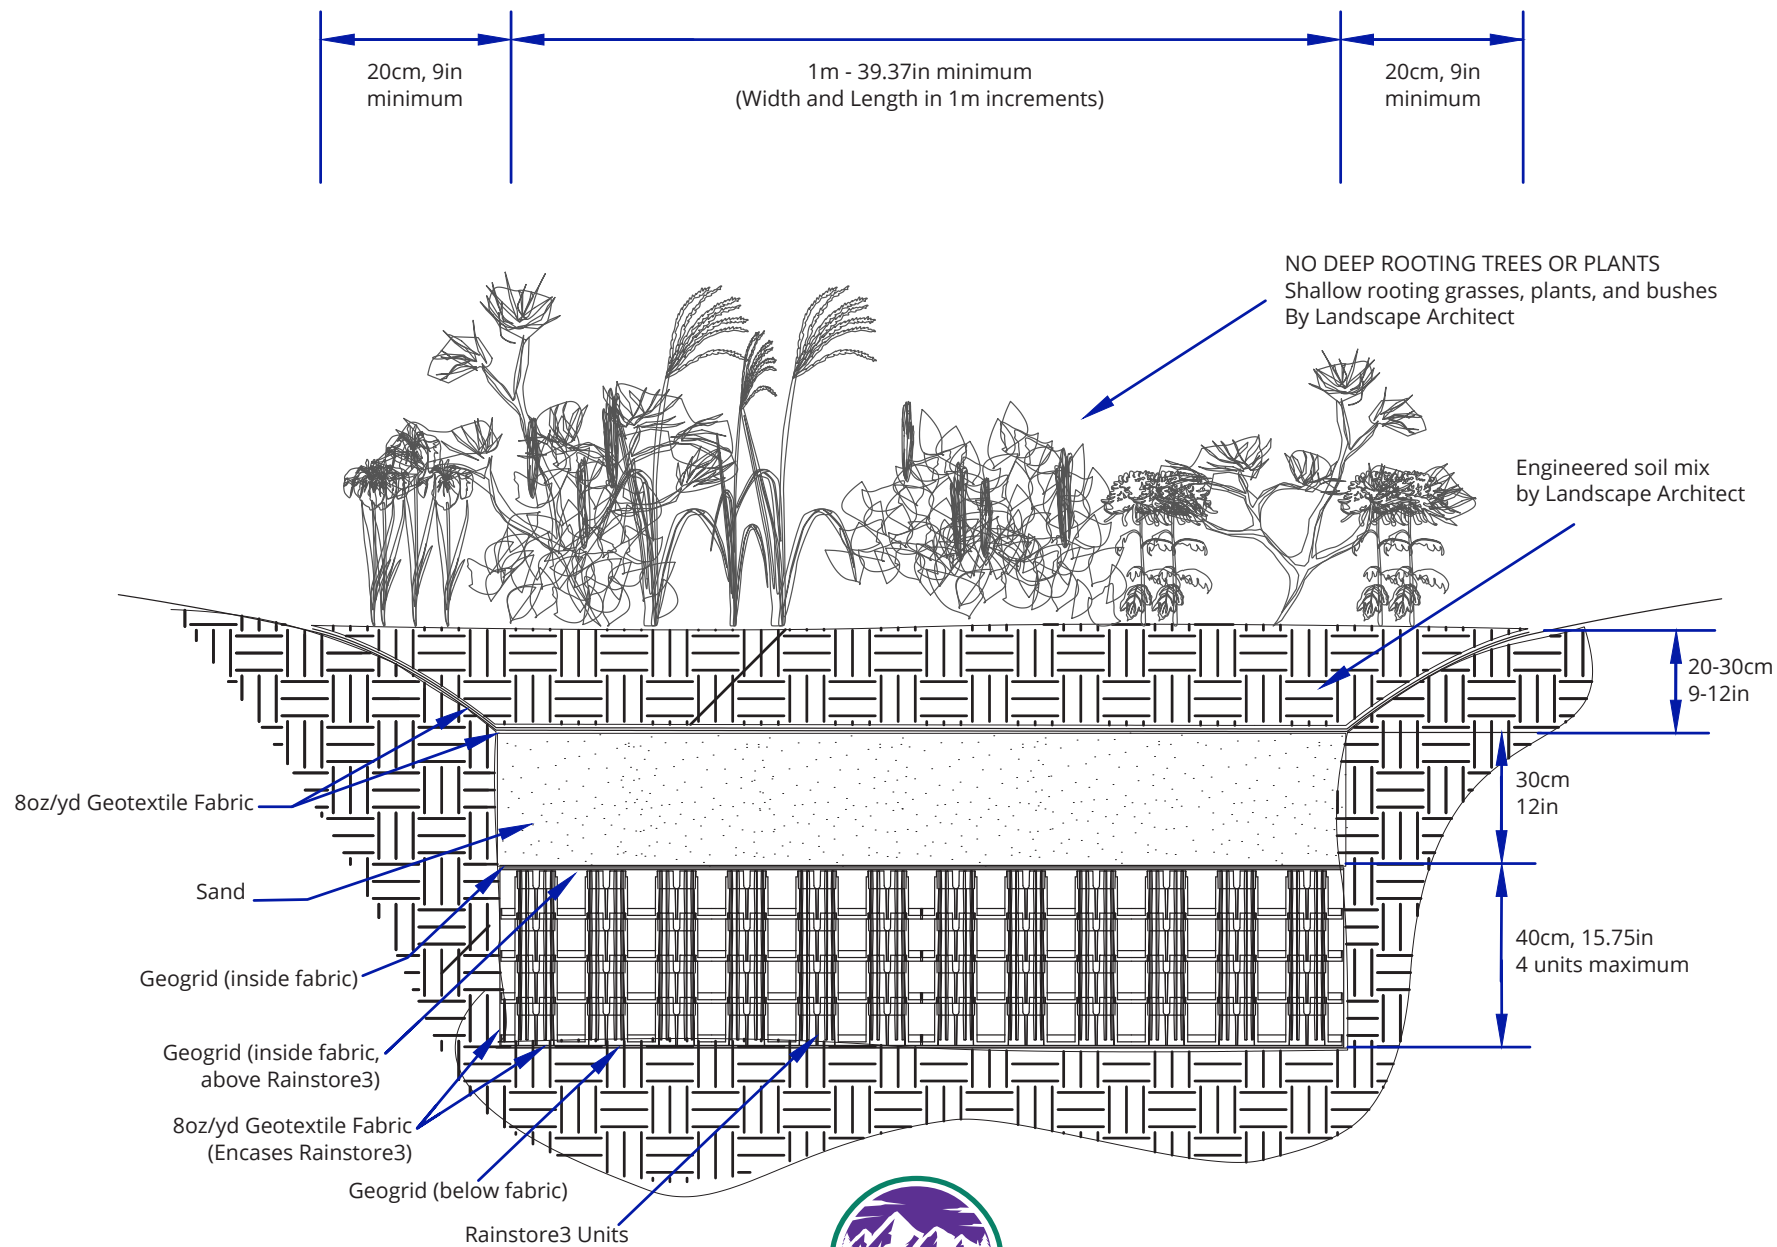 20cm, 9in
minimum
1m - 39.37in minimum
(Width and Length in 1m increments)
20cm, 9in
minimum
NO DEEP ROOTING TREES OR PLANTS
Shallow rooting grasses, plants, and bushes
By Landscape Architect
Engineered soil mix
by Landscape Architect
20-30cm
9-12in
30cm
12in
40cm, 15.75in
4 units maximum
8oz/yd Geotextile Fabric
Sand
Geogrid (inside fabric)
Geogrid (inside fabric,
above Rainstore3)
8oz/yd Geotextile Fabric
(Encases Rainstore3)
Geogrid (below fabric)
Rainstore3 Units